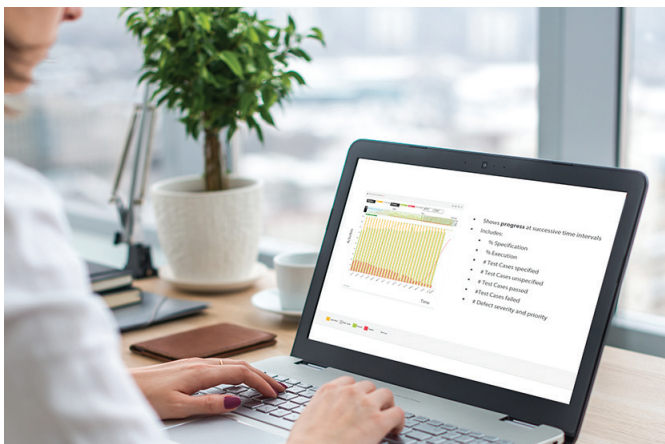 Shows progress at successive time intervals
Includes:
% Specification
% Execution
# Test Cases specified
# Test Cases unspecified
# Test Cases passed
#Test Cases failed
# Defect severity and priority
Time